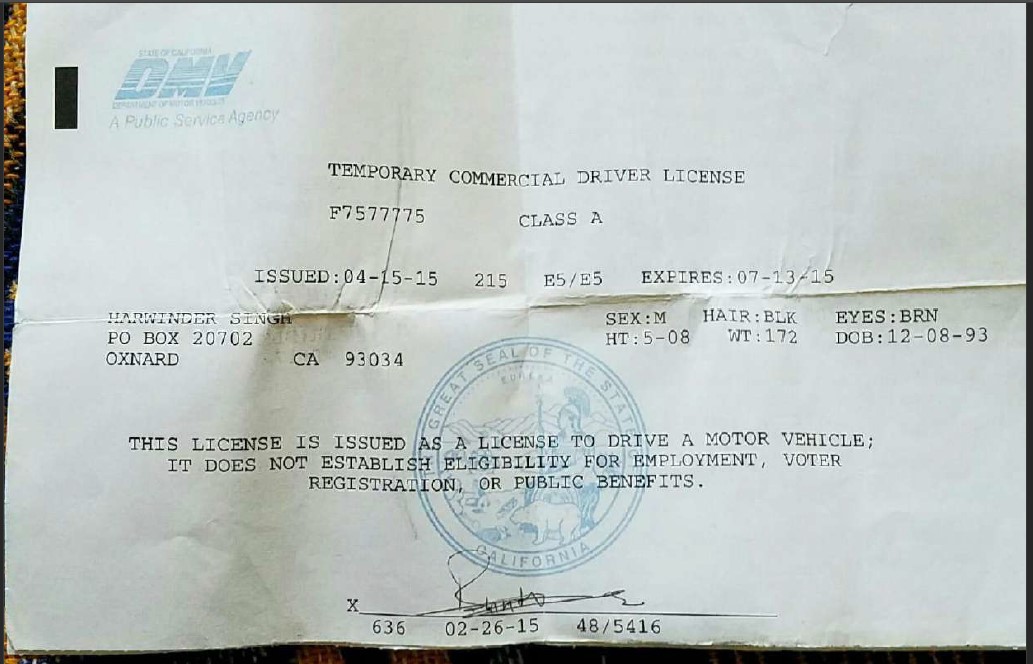 STATE OF CALIFORNIA
DMV
DEPARTMENT OF MOTOR VEHICLES
A Public Service Agency
TEMPORARY COMMERCIAL DRIVER LICENSE
F7577775 CLASS A
ISSUED:04-15-15 215 E5/E5 EXPIRES:07-13-15
HARWINDER SINGH SEX:M HAIR:BLK EYES:BRN
PO BOX 20702 HT:5-08 WT:172 DOB:12-08-93
OXNARD CA 93034
THE GREAT SEAL OF THE STATE
EUREKA
THIS LICENSE IS ISSUED AS A LICENSE TO DRIVE A MOTOR VEHICLE;
IT DOES NOT ESTABLISH ELIGIBILITY FOR EMPLOYMENT, VOTER
REGISTRATION, OR PUBLIC BENEFITS.
CALIFORNIA
X
636 02-26-15 48/5416